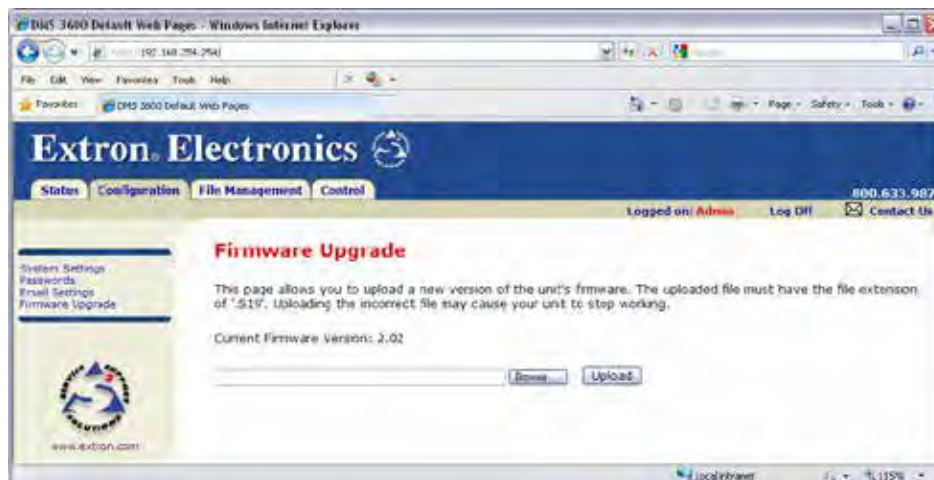 DMS 3600 Default Web Pages - Windows Internet Explorer
192.168.254.254/
File Edit View Favorites Tools Help
Favorites DMS 3600 Default Web Pages Page Safety Tools
Extron Electronics
Status Configuration File Management Control
800.633.987
Logged on: Admin Log Off Contact Us
Firmware Upgrade
System Settings
Passwords
Email Settings
Firmware Upgrade
This page allows you to upload a new version of the unit's firmware. The uploaded file must have the file extension
of '.S19'. Uploading the incorrect file may cause your unit to stop working.
Current Firmware Version: 2.02
Browse... Upload
SERVICE SUPPORT SOLUTIONS
www.extron.com
Local intranet 115%